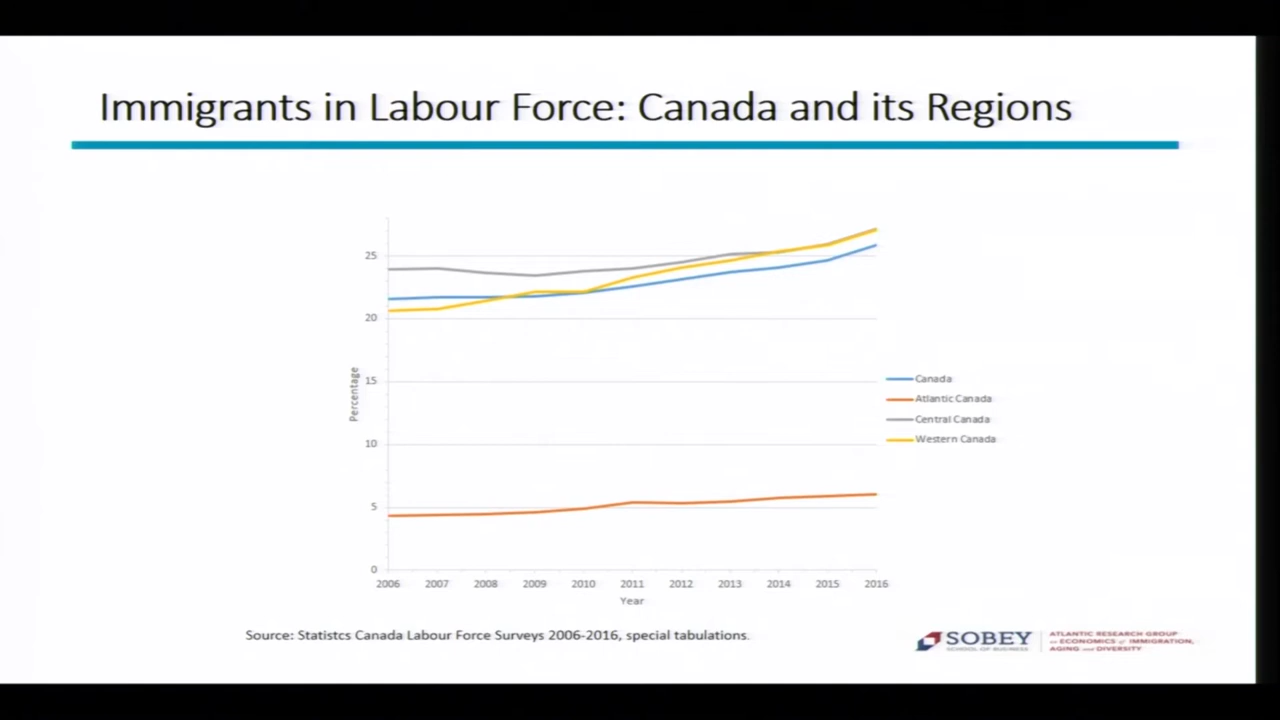 Immigrants in Labour Force: Canada and its Regions
25
20
15
10
5
0
Percentage
2006 2007 2008 2009 2010 2011 2012 2013 2014 2015 2016
Year
Canada
Atlantic Canada
Central Canada
Western Canada
Source: Statistcs Canada Labour Force Surveys 2006-2016, special tabulations.
SOBEY
SCHOOL OF BUSINESS
ATLANTIC RESEARCH GROUP
on ECONOMICS of IMMIGRATION,
AGING and DIVERSITY